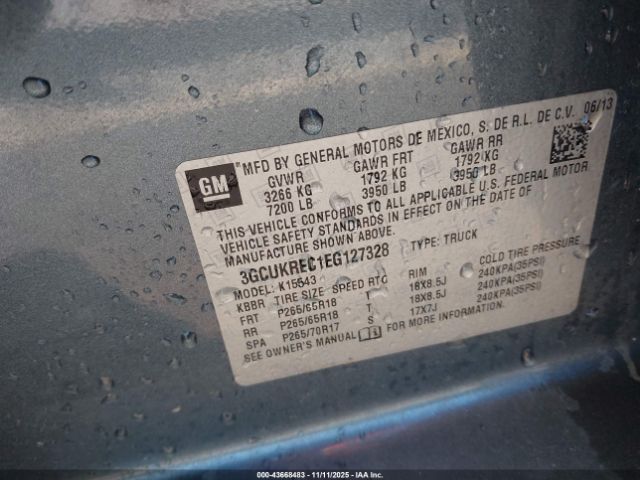 GM
MFD BY GENERAL MOTORS DE MEXICO, S. DE R.L. DE C.V. 06/13
GVWR GAWR FRT GAWR RR
3266 KG 1792 KG 1792 KG
7200 LB 3950 LB 3950 LB
THIS VEHICLE CONFORMS TO ALL APPLICABLE U.S. FEDERAL MOTOR
VEHICLE SAFETY STANDARDS IN EFFECT ON THE DATE OF
MANUFACTURE SHOWN ABOVE.
3GCUKREC1EG127328 TYPE: TRUCK
MODEL: K15543
KBBR TIRE SIZE SPEED RTG RIM COLD TIRE PRESSURE
FRT P265/65R18 T 18X8.5J 240KPA(35PSI)
RR P265/65R18 T 18X8.5J 240KPA(35PSI)
SPA P265/70R17 S 17X7J 240KPA(35PSI)
SEE OWNER'S MANUAL FOR MORE INFORMATION.
000-43668483 - 11/11/2025 - IAA, Inc.